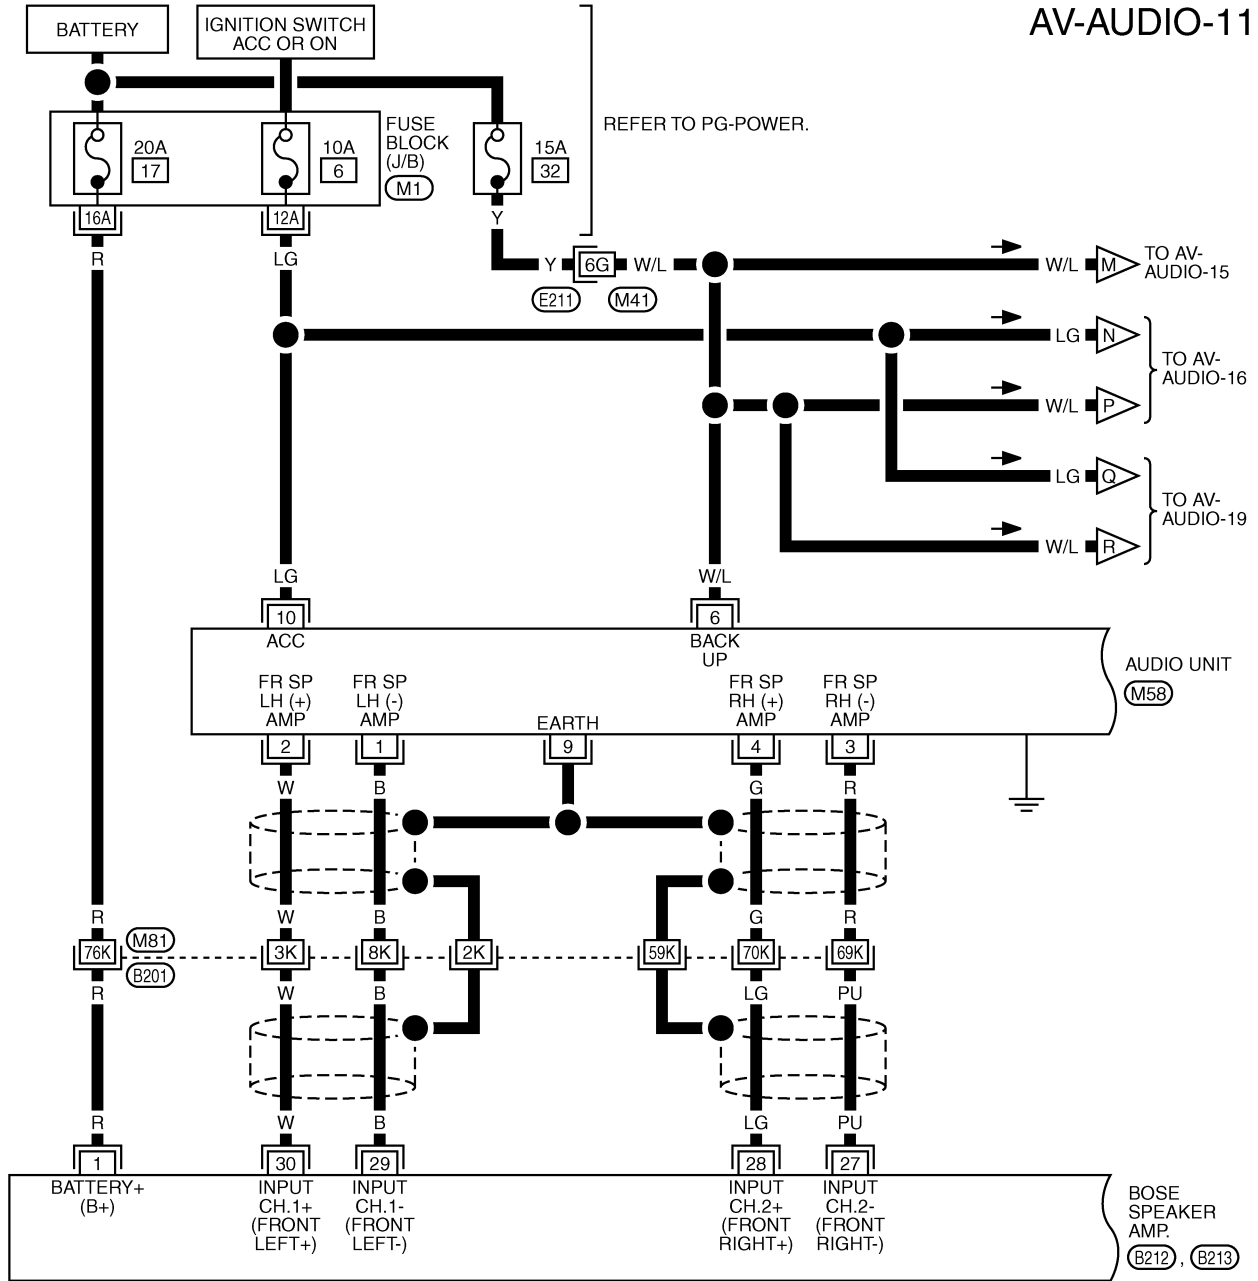 AV-AUDIO-11
BATTERY
IGNITION SWITCH
ACC OR ON
REFER TO PG-POWER.
FUSE
BLOCK
(J/B)
M1
20A
17
10A
6
15A
32
16A
12A
Y
R
LG
Y
6G
W/L
E211
M41
W/L
M
TO AV-
AUDIO-15
LG
N
TO AV-
AUDIO-16
W/L
P
LG
Q
TO AV-
AUDIO-19
W/L
R
LG
W/L
10
6
ACC
BACK
UP
AUDIO UNIT
M58
FR SP
LH (+)
AMP
FR SP
LH (-)
AMP
EARTH
FR SP
RH (+)
AMP
FR SP
RH (-)
AMP
2
1
9
4
3
W
B
G
R
R
W
B
G
R
M81
76K
3K
8K
2K
59K
70K
69K
B201
R
W
B
LG
PU
R
W
B
LG
PU
1
30
29
28
27
BATTERY+
(B+)
INPUT
CH.1+
(FRONT
LEFT+)
INPUT
CH.1-
(FRONT
LEFT-)
INPUT
CH.2+
(FRONT
RIGHT+)
INPUT
CH.2-
(FRONT
RIGHT-)
BOSE
SPEAKER
AMP.
B212 , B213